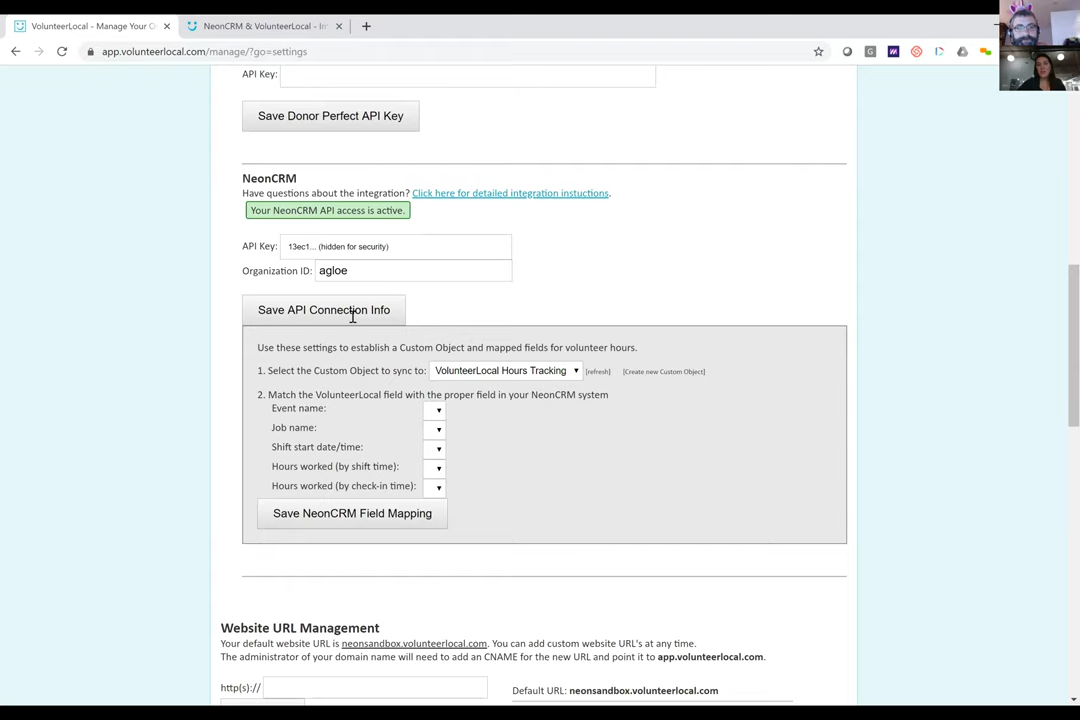 VolunteerLocal - Manage Your O
NeonCRM & VolunteerLocal - In
app.volunteerlocal.com/manage/?go=settings
API Key:
Save Donor Perfect API Key
NeonCRM
Have questions about the integration? Click here for detailed integration instuctions.
Your NeonCRM API access is active.
API Key: 13ec1... (hidden for security)
Organization ID: agloe
Save API Connection Info
Use these settings to establish a Custom Object and mapped fields for volunteer hours.
1. Select the Custom Object to sync to: VolunteerLocal Hours Tracking [refresh] [Create new Custom Object]
2. Match the VolunteerLocal field with the proper field in your NeonCRM system
Event name:
Job name:
Shift start date/time:
Hours worked (by shift time):
Hours worked (by check-in time):
Save NeonCRM Field Mapping
Website URL Management
Your default website URL is neonsandbox.volunteerlocal.com. You can add custom website URL's at any time.
The administrator of your domain name will need to add an CNAME for the new URL and point it to app.volunteerlocal.com.
http(s)://
Default URL: neonsandbox.volunteerlocal.com